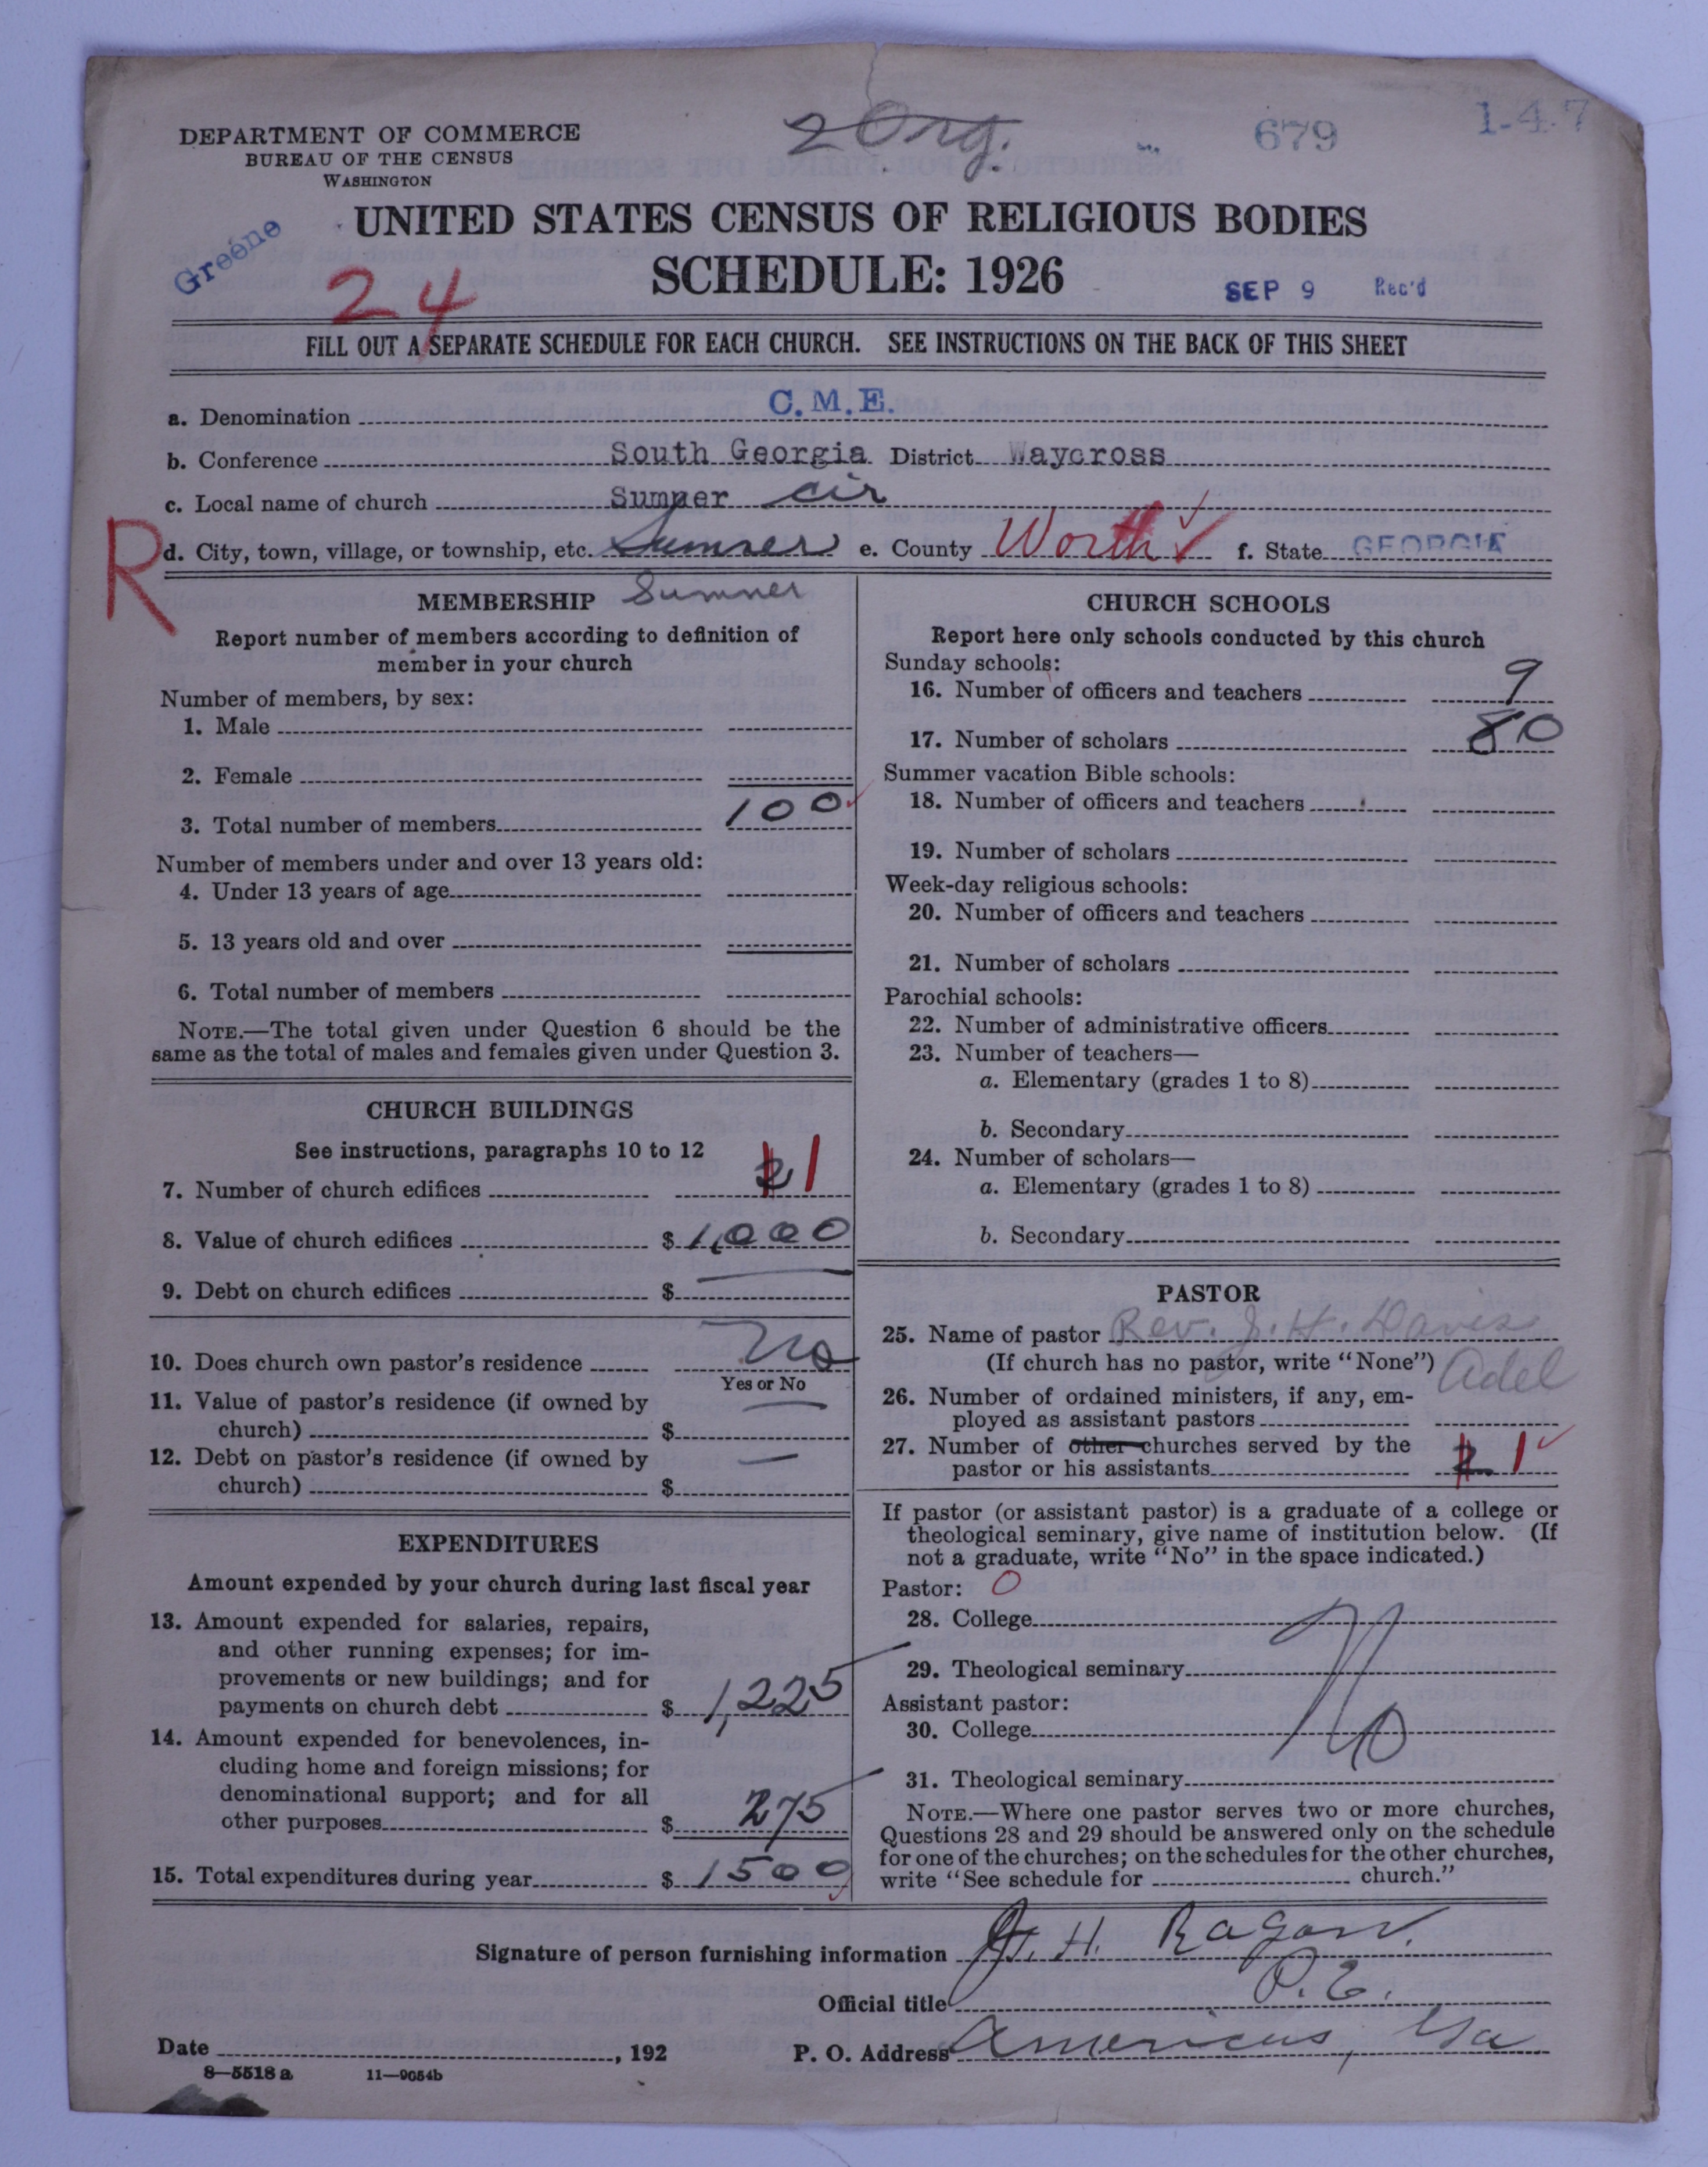 DEPARTMENT OF COMMERCE
BUREAU OF THE CENSUS
WASHINGTON
2 Org.
679
1-4-7
Greene
UNITED STATES CENSUS OF RELIGIOUS BODIES
24
SCHEDULE: 1926
SEP 9 Rec'd
FILL OUT A SEPARATE SCHEDULE FOR EACH CHURCH. SEE INSTRUCTIONS ON THE BACK OF THIS SHEET
a. Denomination C.M.E.
b. Conference South Georgia District Waycross
c. Local name of church Sumner cir
R
d. City, town, village, or township, etc. Sumner e. County Worth f. State GEORGIA
MEMBERSHIP Sumner
Report number of members according to definition of
member in your church
Number of members, by sex:
1. Male
2. Female
3. Total number of members 100
Number of members under and over 13 years old:
4. Under 13 years of age
5. 13 years old and over
6. Total number of members
NOTE.—The total given under Question 6 should be the
same as the total of males and females given under Question 3.
CHURCH BUILDINGS
See instructions, paragraphs 10 to 12
7. Number of church edifices 2 1
8. Value of church edifices $ 1,000
9. Debt on church edifices $
10. Does church own pastor's residence No
Yes or No
11. Value of pastor's residence (if owned by
church) $
12. Debt on pastor's residence (if owned by
church) $
EXPENDITURES
Amount expended by your church during last fiscal year
13. Amount expended for salaries, repairs,
and other running expenses; for im-
provements or new buildings; and for
payments on church debt $ 1,225
14. Amount expended for benevolences, in-
cluding home and foreign missions; for
denominational support; and for all
other purposes $ 275
15. Total expenditures during year $ 1500
CHURCH SCHOOLS
Report here only schools conducted by this church
Sunday schools:
16. Number of officers and teachers 9
17. Number of scholars 80
Summer vacation Bible schools:
18. Number of officers and teachers
19. Number of scholars
Week-day religious schools:
20. Number of officers and teachers
21. Number of scholars
Parochial schools:
22. Number of administrative officers
23. Number of teachers—
a. Elementary (grades 1 to 8)
b. Secondary
24. Number of scholars—
a. Elementary (grades 1 to 8)
b. Secondary
PASTOR
25. Name of pastor Rev. J. H. Davis
(If church has no pastor, write "None") Adel
26. Number of ordained ministers, if any, em-
ployed as assistant pastors
27. Number of other churches served by the
pastor or his assistants 2 1
If pastor (or assistant pastor) is a graduate of a college or
theological seminary, give name of institution below. (If
not a graduate, write "No" in the space indicated.)
Pastor: 0
28. College
29. Theological seminary
No
Assistant pastor:
30. College
31. Theological seminary
NOTE.—Where one pastor serves two or more churches,
Questions 28 and 29 should be answered only on the schedule
for one of the churches; on the schedules for the other churches,
write "See schedule for church."
Signature of person furnishing information J. H. Ragan.
Official title P. E.
Date , 192 P. O. Address Americus, Ga
8—5518 a 11—9054b